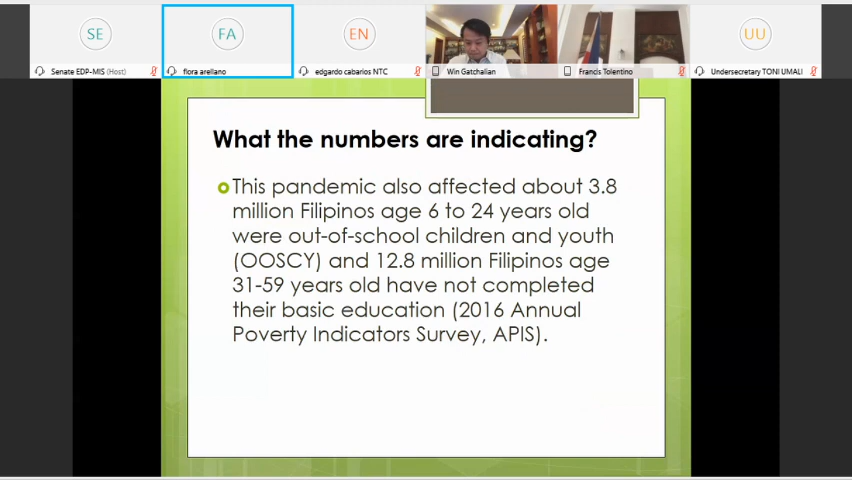 SE
FA
EN
UU
Senate EDP-MIS (Host)
flora arellano
edgardo cabarios NTC
Win Gatchalian
Francis Tolentino
Undersecretary TONI UMALI
What the numbers are indicating?
This pandemic also affected about 3.8
million Filipinos age 6 to 24 years old
were out-of-school children and youth
(OOSCY) and 12.8 million Filipinos age
31-59 years old have not completed
their basic education (2016 Annual
Poverty Indicators Survey, APIS).